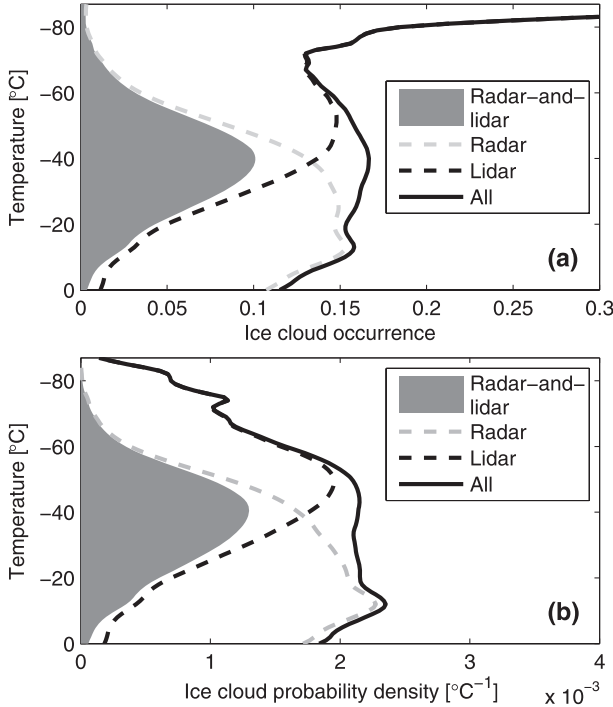 −80
−60
−40
−20
0
Temperature [°C]
Radar−and−
lidar
Radar
Lidar
All
(a)
0 0.05 0.1 0.15 0.2 0.25 0.3
Ice cloud occurrence
−80
−60
−40
−20
0
Temperature [°C]
Radar−and−
lidar
Radar
Lidar
All
(b)
0 1 2 3 4
Ice cloud probability density [°C⁻¹] x 10⁻³